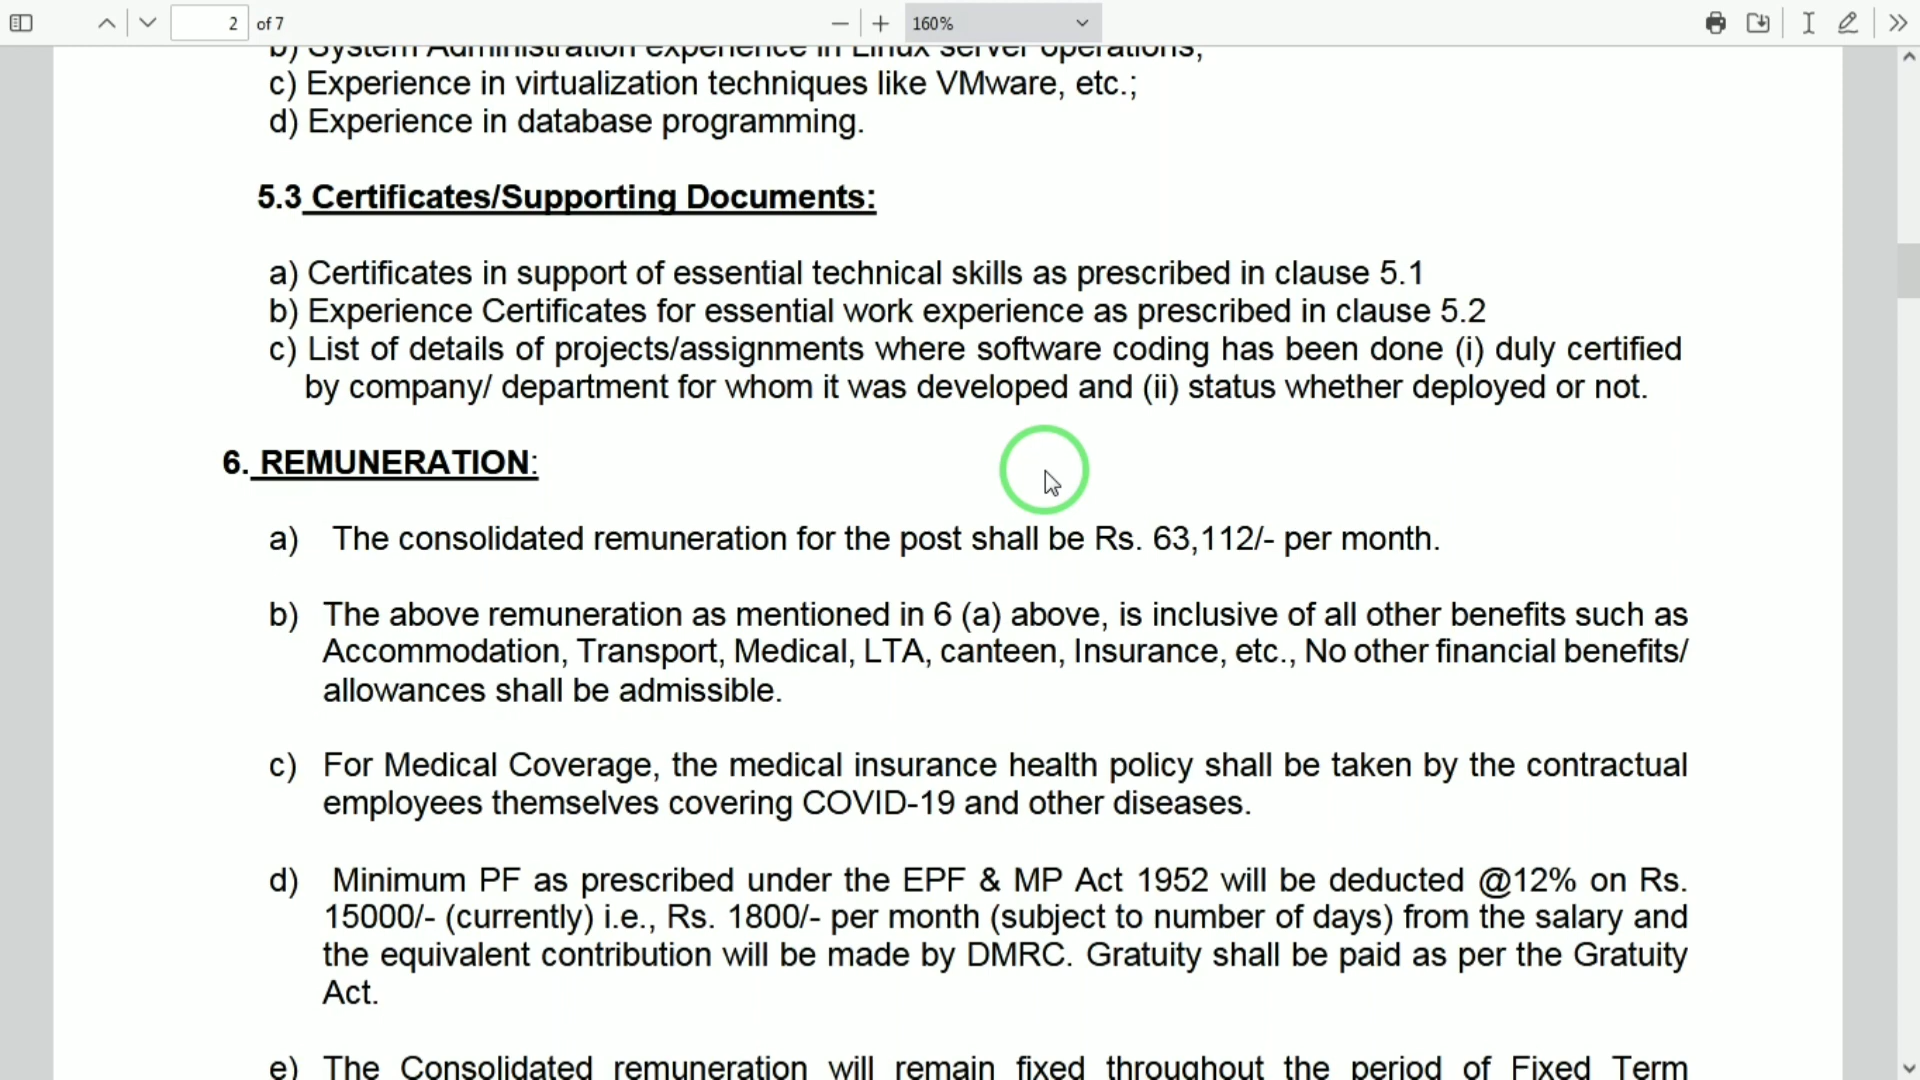 2 of 7
160%
b) System Administration experience in Linux server operations;
c) Experience in virtualization techniques like VMware, etc.;
d) Experience in database programming.
5.3 Certificates/Supporting Documents:
a) Certificates in support of essential technical skills as prescribed in clause 5.1
b) Experience Certificates for essential work experience as prescribed in clause 5.2
c) List of details of projects/assignments where software coding has been done (i) duly certified
by company/ department for whom it was developed and (ii) status whether deployed or not.
6. REMUNERATION:
a) The consolidated remuneration for the post shall be Rs. 63,112/- per month.
b) The above remuneration as mentioned in 6 (a) above, is inclusive of all other benefits such as
Accommodation, Transport, Medical, LTA, canteen, Insurance, etc., No other financial benefits/
allowances shall be admissible.
c) For Medical Coverage, the medical insurance health policy shall be taken by the contractual
employees themselves covering COVID-19 and other diseases.
d) Minimum PF as prescribed under the EPF & MP Act 1952 will be deducted @12% on Rs.
15000/- (currently) i.e., Rs. 1800/- per month (subject to number of days) from the salary and
the equivalent contribution will be made by DMRC. Gratuity shall be paid as per the Gratuity
Act.
e) The Consolidated remuneration will remain fixed throughout the period of Fixed Term